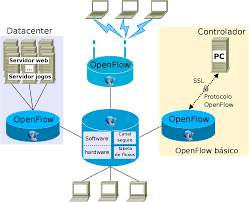 Datacenter
Servidor web
...
Servidor jogos
OpenFlow
OpenFlow
Controlador
PC
SSL
Protocolo
OpenFlow
OpenFlow
OpenFlow básico
Software
hardware
Canal
seguro
Tabela
de fluxos